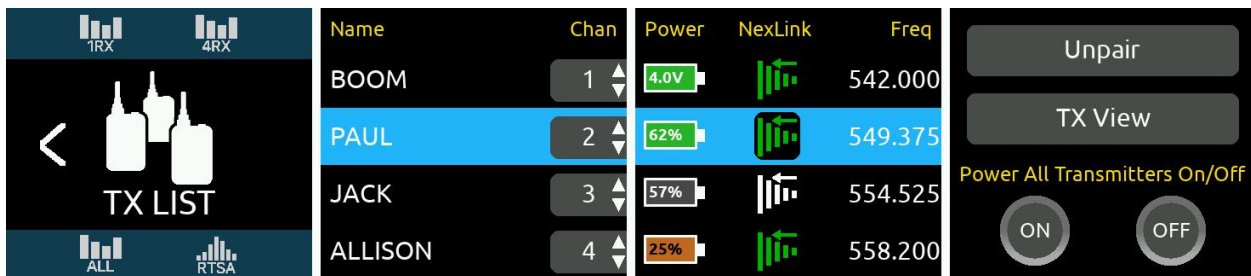 1RX 4RX
TX LIST
ALL RTSA
Name Chan Power NexLink Freq
BOOM 1 4.0V 542.000
PAUL 2 62% 549.375
JACK 3 57% 554.525
ALLISON 4 25% 558.200
Unpair
TX View
Power All Transmitters On/Off
ON OFF